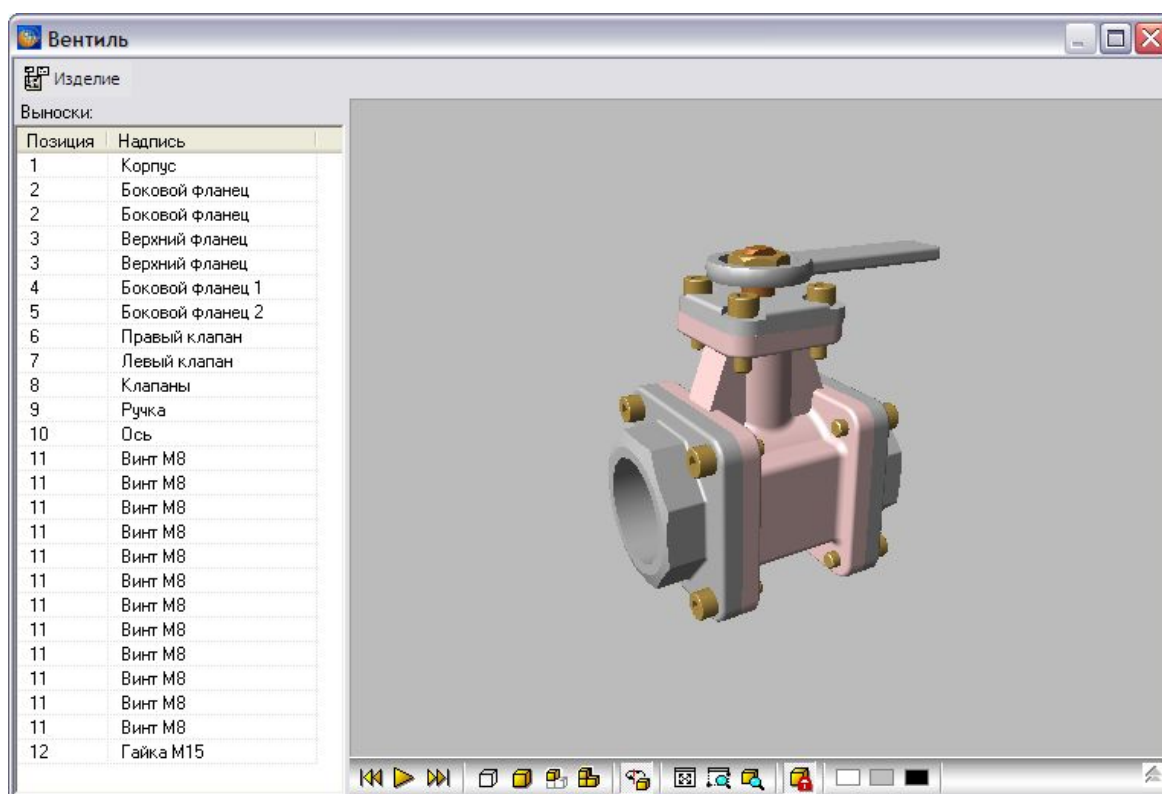 Вентиль
Изделие
Выноски:
Позиция Надпись
1 Корпус
2 Боковой фланец
2 Боковой фланец
3 Верхний фланец
3 Верхний фланец
4 Боковой фланец 1
5 Боковой фланец 2
6 Правый клапан
7 Левый клапан
8 Клапаны
9 Ручка
10 Ось
11 Винт М8
11 Винт М8
11 Винт М8
11 Винт М8
11 Винт М8
11 Винт М8
11 Винт М8
11 Винт М8
11 Винт М8
11 Винт М8
11 Винт М8
11 Винт М8
12 Гайка М15